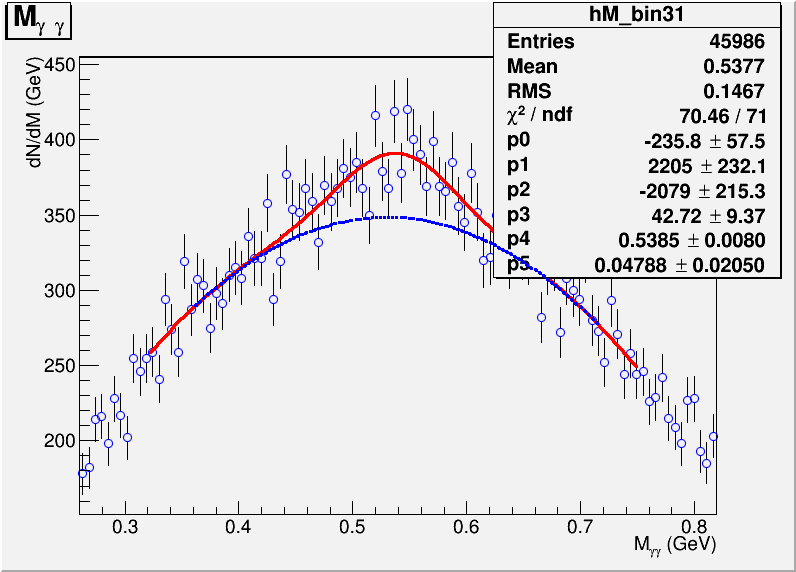 M γ γ
hM_bin31
Entries 45986
Mean 0.5377
RMS 0.1467
χ² / ndf 70.46 / 71
p0 -235.8 ± 57.5
p1 2205 ± 232.1
p2 -2079 ± 215.3
p3 42.72 ± 9.37
p4 0.5385 ± 0.0080
p5 0.04788 ± 0.02050
dN/dM (GeV)
450
400
350
300
250
200
0.3 0.4 0.5 0.6 0.7 0.8
Mγγ (GeV)